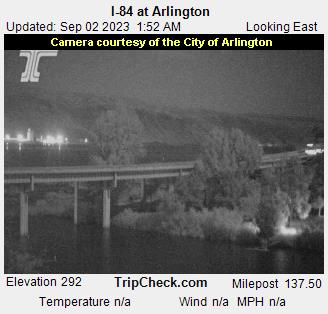 I-84 at Arlington
Updated: Sep 02 2023 1:52 AM Looking East
Camera courtesy of the City of Arlington
Elevation 292 TripCheck.com Milepost 137.50
Temperature n/a Wind n/a MPH n/a